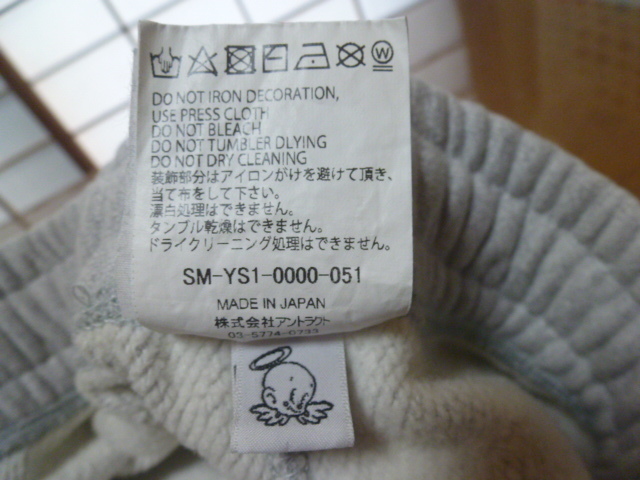 DO NOT IRON DECORATION,
USE PRESS CLOTH
DO NOT BLEACH
DO NOT TUMBLER DLYING
DO NOT DRY CLEANING
装飾部分はアイロンがけを避けて頂き、
当て布をして下さい。
漂白処理はできません。
タンブル乾燥はできません。
ドライクリーニング処理はできません。
SM-YS1-0000-051
MADE IN JAPAN
株式会社アントラクト
03-5774-0733